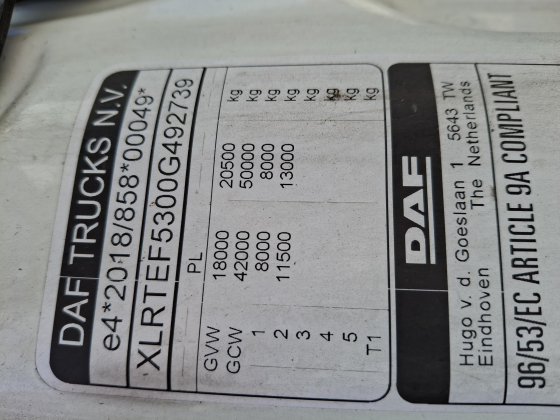 DAF TRUCKS N.V.
e4*2018/858*00049*
XLRTEF5300G492739
PL
GVW 18000 20500 kg
GCW 42000 50000 kg
1 8000 8000 kg
2 11500 13000 kg
3 kg
4 kg
5 kg
T1 kg
DAF
Hugo v. d. Goeslaan 1 5643 TW
Eindhoven The Netherlands
96/53/EC ARTICLE 9A COMPLIANT